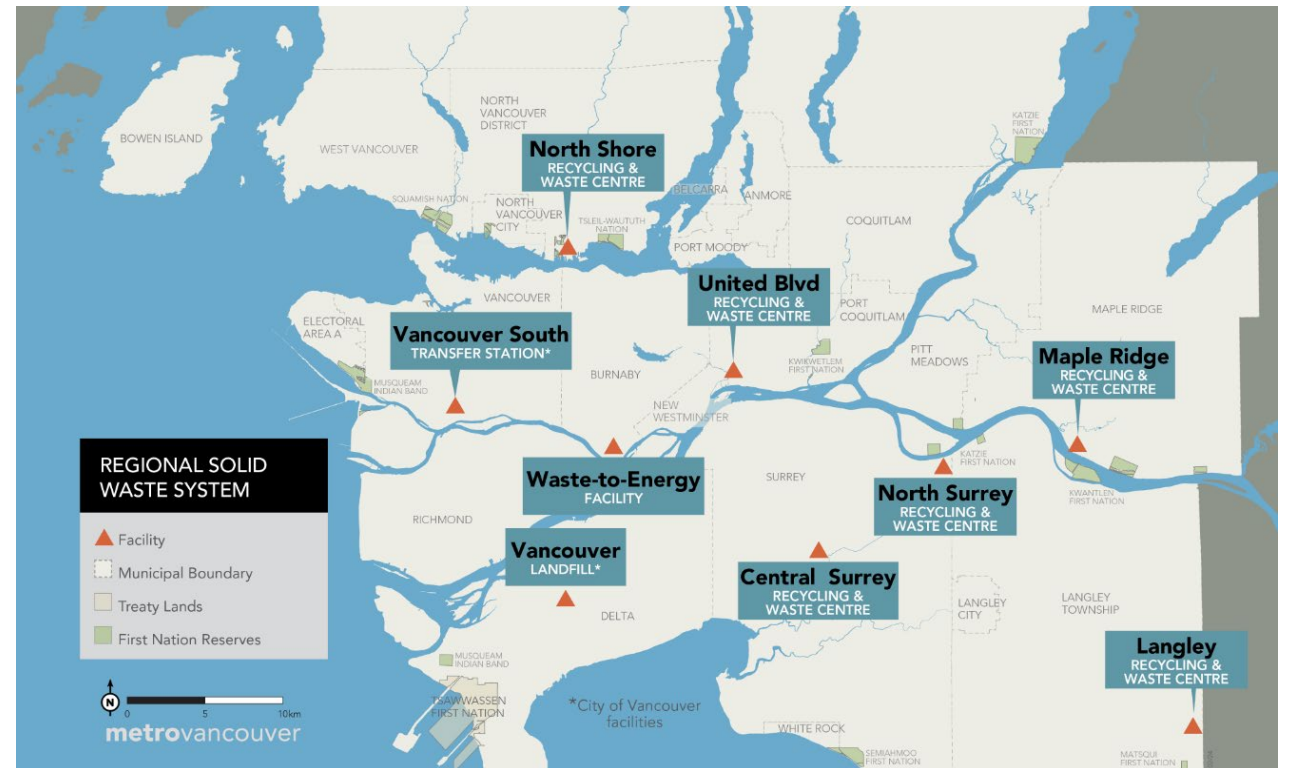 BOWEN ISLAND
WEST VANCOUVER
NORTH
VANCOUVER
DISTRICT
KATZIE
FIRST
NATION
North Shore
RECYCLING &
WASTE CENTRE
SQUAMISH NATION
NORTH
VANCOUVER
CITY
TSLEIL-WAUTUTH
NATION
BELCARRA
ANMORE
PORT MOODY
COQUITLAM
VANCOUVER
United Blvd
RECYCLING &
WASTE CENTRE
PORT
COQUITLAM
MAPLE RIDGE
ELECTORAL
AREA A
Vancouver South
TRANSFER STATION*
MUSQUEAM
INDIAN BAND
BURNABY
NEW
WESTMINSTER
KWIKWETLEM
FIRST NATION
PITT
MEADOWS
Maple Ridge
RECYCLING &
WASTE CENTRE
Waste-to-Energy
FACILITY
SURREY
KATZIE
FIRST NATION
North Surrey
RECYCLING &
WASTE CENTRE
KWANTLEN
FIRST NATION
RICHMOND
Vancouver
LANDFILL*
DELTA
Central Surrey
RECYCLING &
WASTE CENTRE
LANGLEY
CITY
LANGLEY
TOWNSHIP
Langley
RECYCLING &
WASTE CENTRE
MUSQUEAM
INDIAN BAND
TSAWWASSEN
FIRST NATION
*City of Vancouver
facilities
WHITE ROCK
SEMIAHMOO
FIRST NATION
MATSQUI
FIRST NATION
REGIONAL SOLID
WASTE SYSTEM
Facility
Municipal Boundary
Treaty Lands
First Nation Reserves
N
0 5 10km
metrovancouver